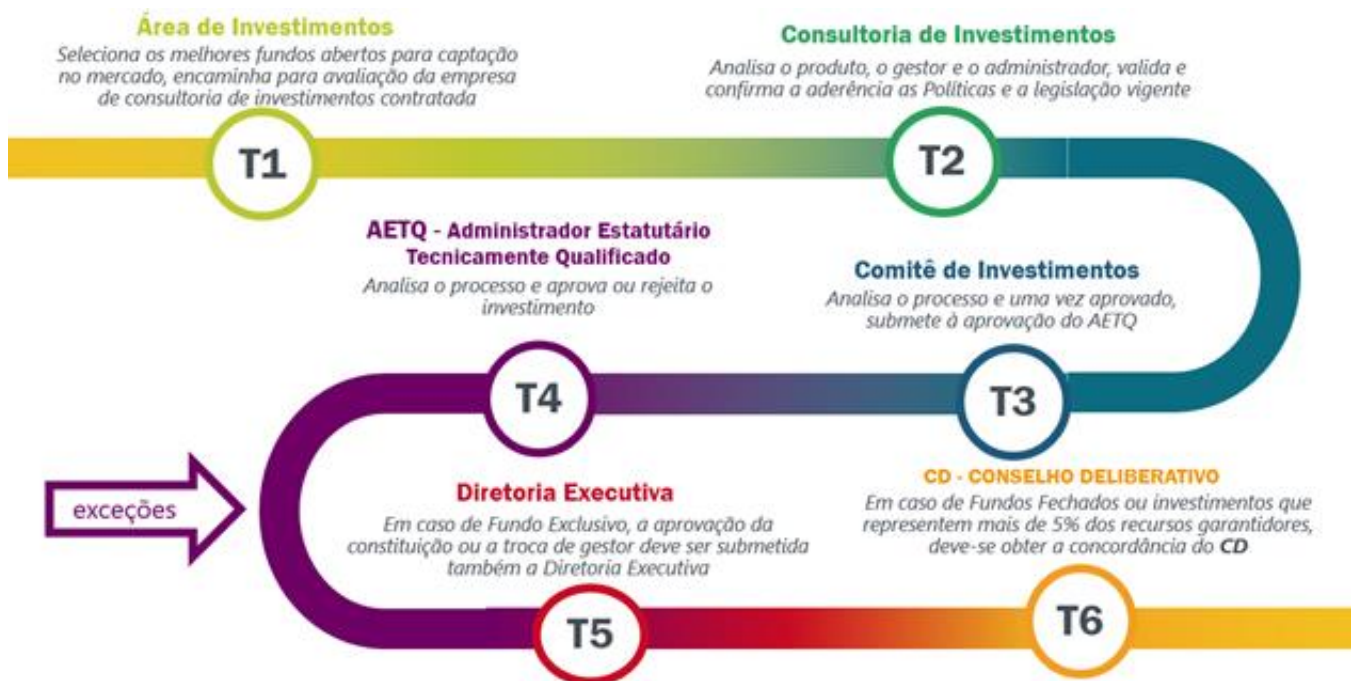 Área de Investimentos
Seleciona os melhores fundos abertos para captação
no mercado, encaminha para avaliação da empresa
de consultoria de investimentos contratada
T1
Consultoria de Investimentos
Analisa o produto, o gestor e o administrador, valida e
confirma a aderência as Políticas e a legislação vigente
T2
Comitê de Investimentos
Analisa o processo e uma vez aprovado,
submete à aprovação do AETQ
T3
AETQ - Administrador Estatutário
Tecnicamente Qualificado
Analisa o processo e aprova ou rejeita o
investimento
T4
exceções
Diretoria Executiva
Em caso de Fundo Exclusivo, a aprovação da
constituição ou a troca de gestor deve ser submetida
também a Diretoria Executiva
T5
CD - CONSELHO DELIBERATIVO
Em caso de Fundos Fechados ou investimentos que
representem mais de 5% dos recursos garantidores,
deve-se obter a concordância do CD
T6